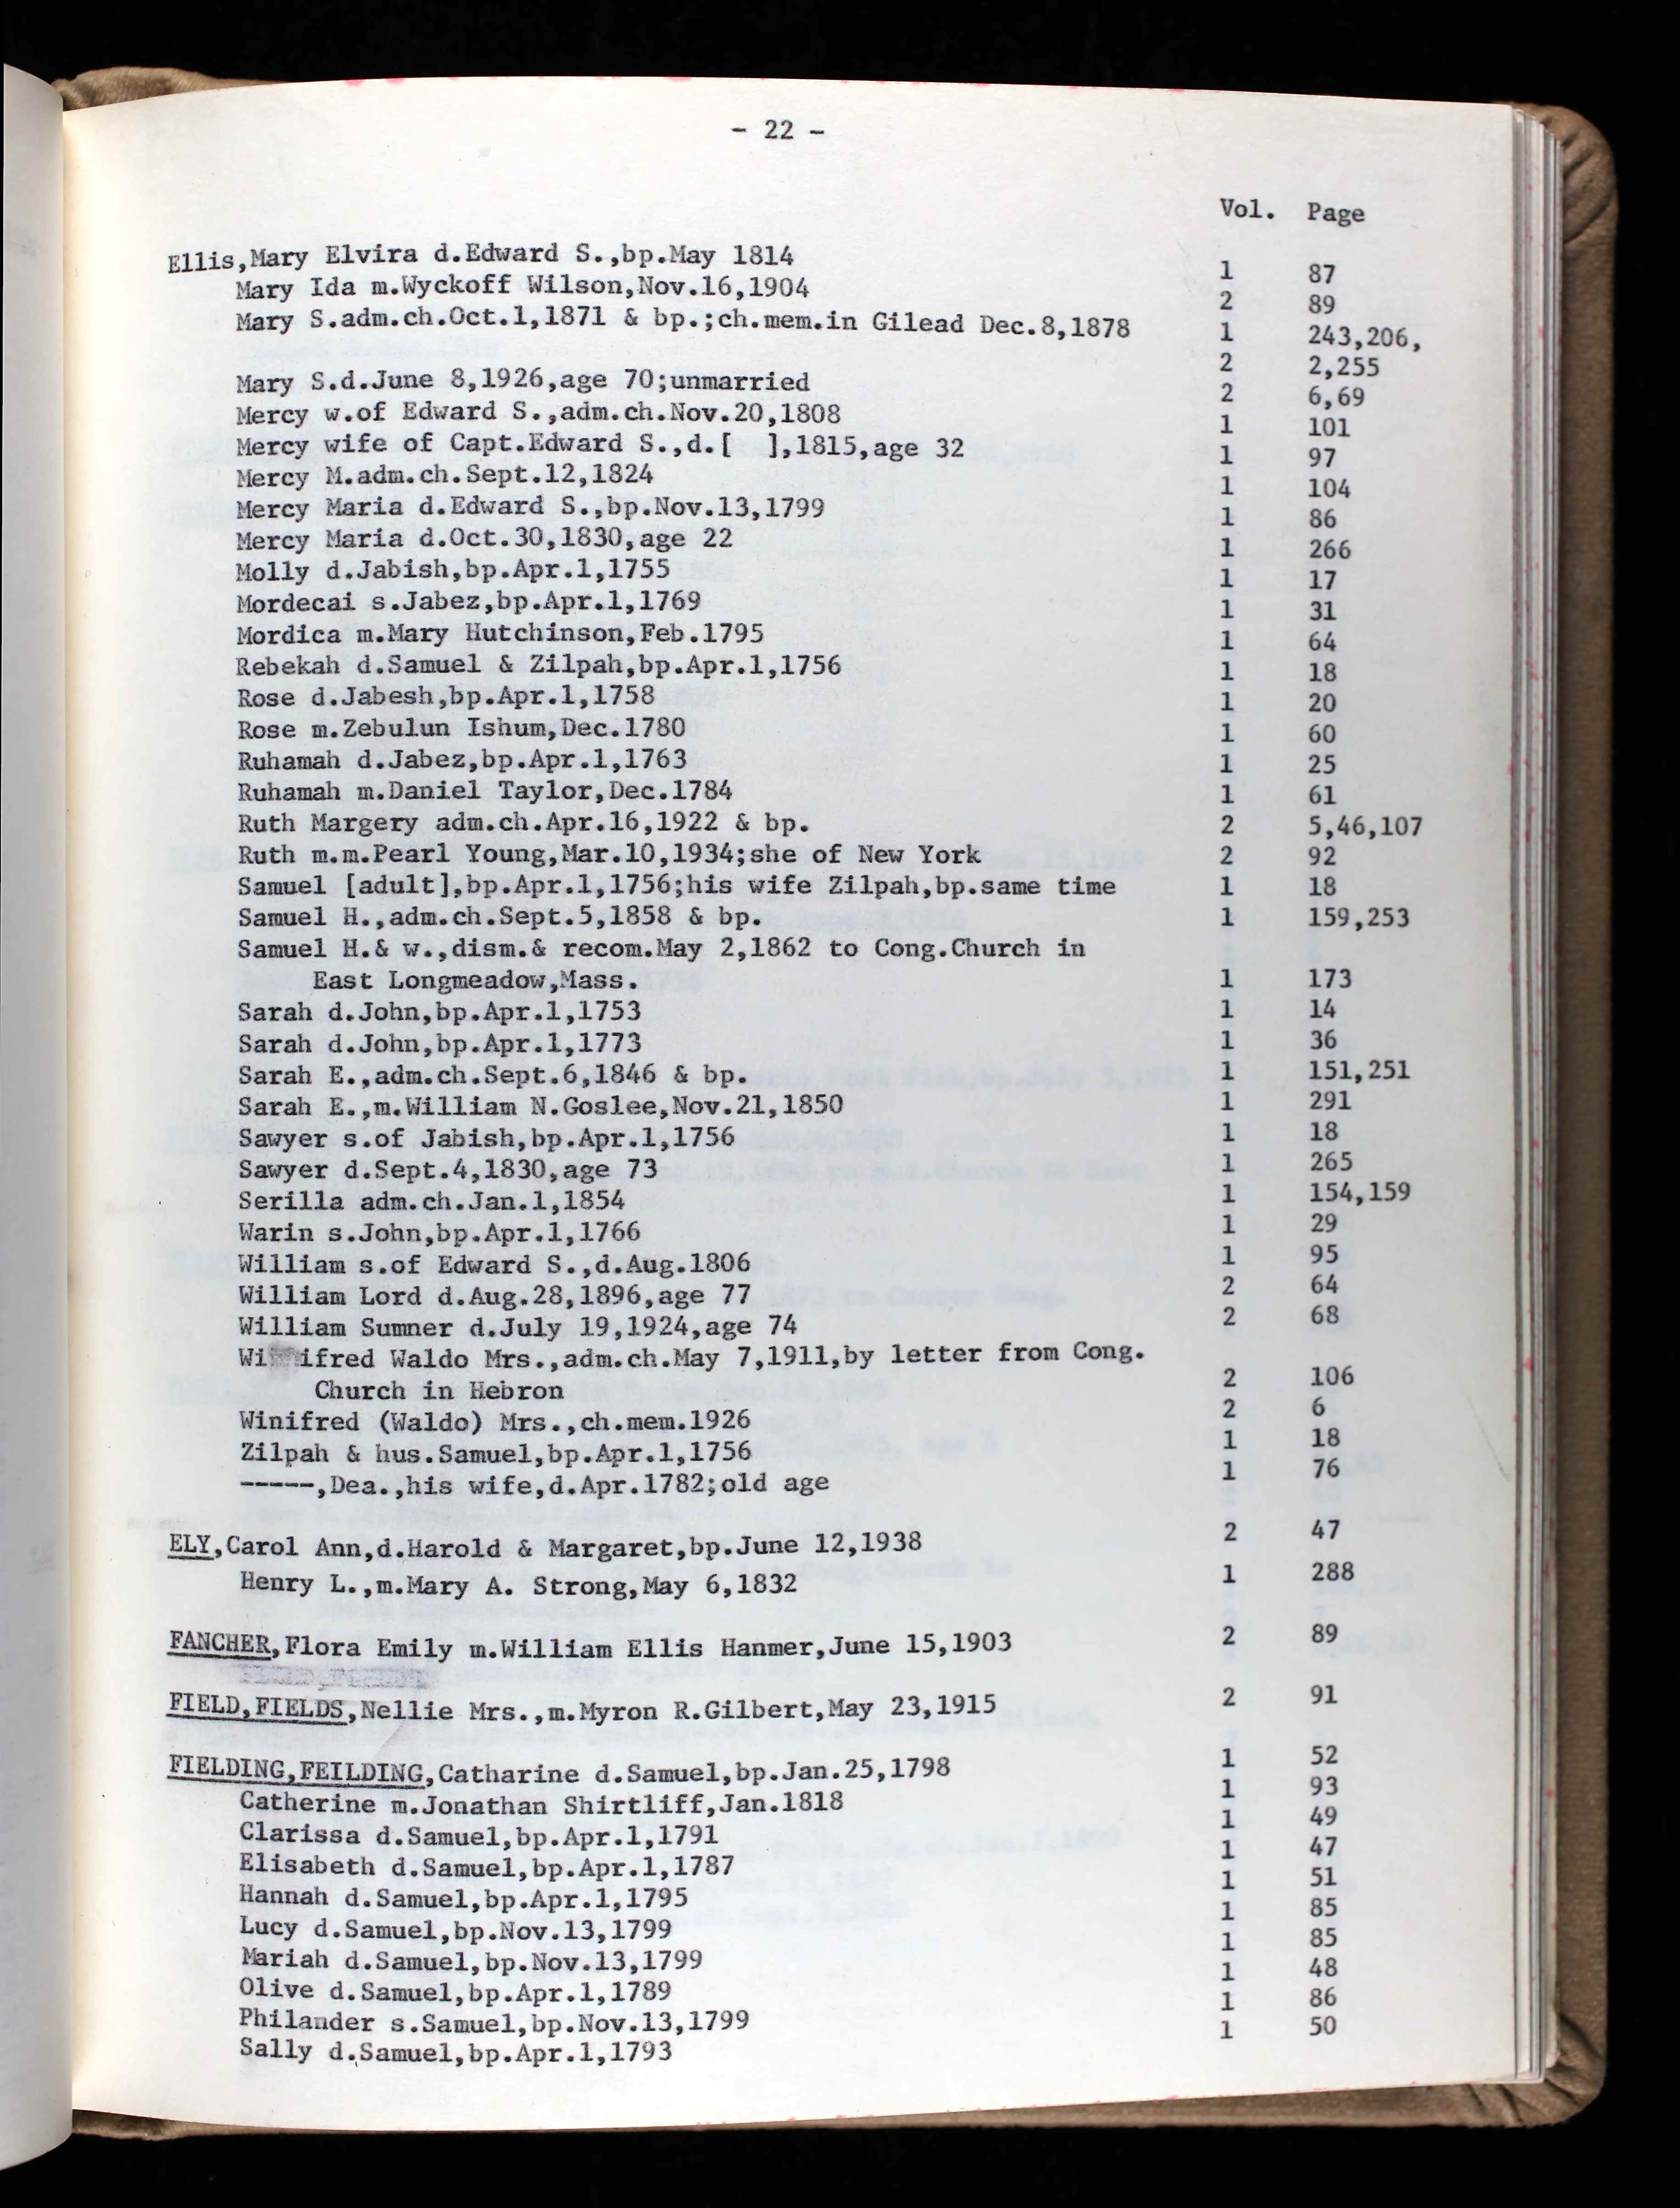 - 22 -
Vol. Page
Ellis,Mary Elvira d.Edward S.,bp.May 1814 1 87
Mary Ida m.Wyckoff Wilson,Nov.16,1904 2 89
Mary S.adm.ch.Oct.1,1871 & bp.;ch.mem.in Gilead Dec.8,1878 1 243,206,
2 2,255
Mary S.d.June 8,1926,age 70;unmarried 2 6,69
Mercy w.of Edward S.,adm.ch.Nov.20,1808 1 101
Mercy wife of Capt.Edward S.,d.[ ],1815,age 32 1 97
Mercy M.adm.ch.Sept.12,1824 1 104
Mercy Maria d.Edward S.,bp.Nov.13,1799 1 86
Mercy Maria d.Oct.30,1830,age 22 1 266
Molly d.Jabish,bp.Apr.1,1755 1 17
Mordecai s.Jabez,bp.Apr.1,1769 1 31
Mordica m.Mary Hutchinson,Feb.1795 1 64
Rebekah d.Samuel & Zilpah,bp.Apr.1,1756 1 18
Rose d.Jabesh,bp.Apr.1,1758 1 20
Rose m.Zebulun Ishum,Dec.1780 1 60
Ruhamah d.Jabez,bp.Apr.1,1763 1 25
Ruhamah m.Daniel Taylor,Dec.1784 1 61
Ruth Margery adm.ch.Apr.16,1922 & bp. 2 5,46,107
Ruth m.m.Pearl Young,Mar.10,1934;she of New York 2 92
Samuel [adult],bp.Apr.1,1756;his wife Zilpah,bp.same time 1 18
Samuel H.,adm.ch.Sept.5,1858 & bp. 1 159,253
Samuel H.& w.,dism.& recom.May 2,1862 to Cong.Church in
East Longmeadow,Mass. 1 173
Sarah d.John,bp.Apr.1,1753 1 14
Sarah d.John,bp.Apr.1,1773 1 36
Sarah E.,adm.ch.Sept.6,1846 & bp. 1 151,251
Sarah E.,m.William N.Goslee,Nov.21,1850 1 291
Sawyer s.of Jabish,bp.Apr.1,1756 1 18
Sawyer d.Sept.4,1830,age 73 1 265
Serilla adm.ch.Jan.1,1854 1 154,159
Warin s.John,bp.Apr.1,1766 1 29
William s.of Edward S.,d.Aug.1806 1 95
William Lord d.Aug.28,1896,age 77 2 64
William Sumner d.July 19,1924,age 74 2 68
Waldo Mrs.,adm.ch.May 7,1911,by letter from Cong.
Church in Hebron 2 106
Winifred (Waldo) Mrs.,ch.mem.1926 2 6
Zilpah & hus.Samuel,bp.Apr.1,1756 1 18
-----,Dea.,his wife,d.Apr.1782;old age 1 76
ELY,Carol Ann,d.Harold & Margaret,bp.June 12,1938 2 47
Henry L.,m.Mary A. Strong,May 6,1832 1 288
FANCHER,Flora Emily m.William Ellis Hanmer,June 15,1903 2 89
FIELD,FIELDS,Nellie Mrs.,m.Myron R.Gilbert,May 23,1915 2 91
FIELDING,FEILDING,Catharine d.Samuel,bp.Jan.25,1798 1 52
Catherine m.Jonathan Shirtliff,Jan.1818 1 93
Clarissa d.Samuel,bp.Apr.1,1791 1 49
Elisabeth d.Samuel,bp.Apr.1,1787 1 47
Hannah d.Samuel,bp.Apr.1,1795 1 51
Lucy d.Samuel,bp.Nov.13,1799 1 85
Mariah d.Samuel,bp.Nov.13,1799 1 85
Olive d.Samuel,bp.Apr.1,1789 1 48
Philander s.Samuel,bp.Nov.13,1799 1 86
Sally d.Samuel,bp.Apr.1,1793 1 50